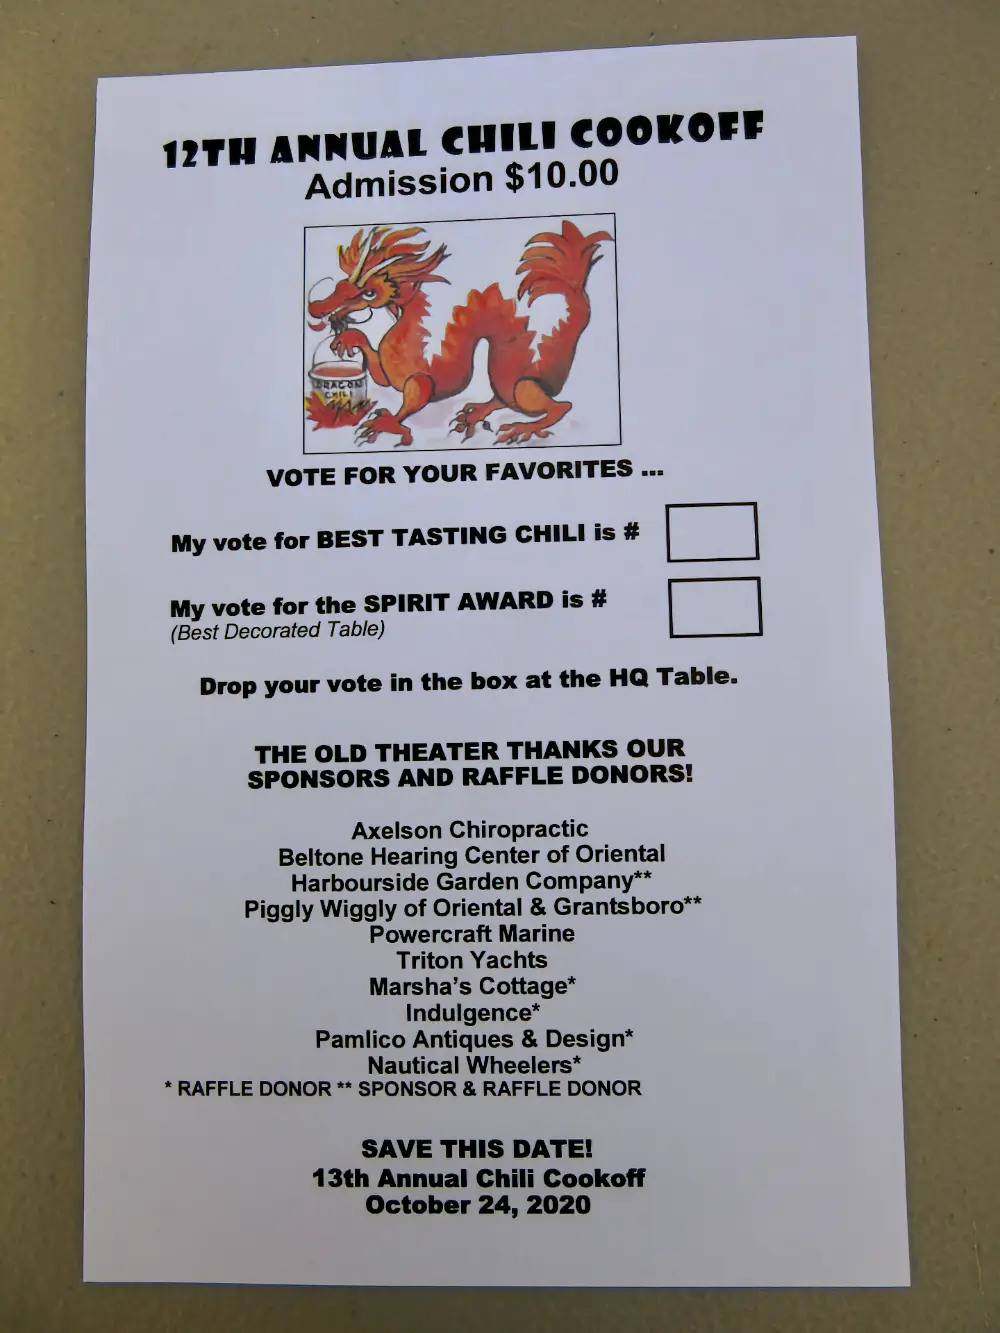 12TH ANNUAL CHILI COOKOFF
Admission $10.00
DRAGON
CHILI
VOTE FOR YOUR FAVORITES ...
My vote for BEST TASTING CHILI is #
My vote for the SPIRIT AWARD is #
(Best Decorated Table)
Drop your vote in the box at the HQ Table.
THE OLD THEATER THANKS OUR
SPONSORS AND RAFFLE DONORS!
Axelson Chiropractic
Beltone Hearing Center of Oriental
Harbourside Garden Company**
Piggly Wiggly of Oriental & Grantsboro**
Powercraft Marine
Triton Yachts
Marsha's Cottage*
Indulgence*
Pamlico Antiques & Design*
Nautical Wheelers*
* RAFFLE DONOR ** SPONSOR & RAFFLE DONOR
SAVE THIS DATE!
13th Annual Chili Cookoff
October 24, 2020